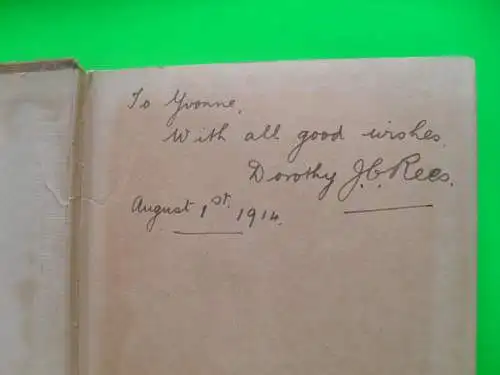 To Yvonne,
With all good wishes,
Dorothy J.C. Rees.
August 1st. 1914.